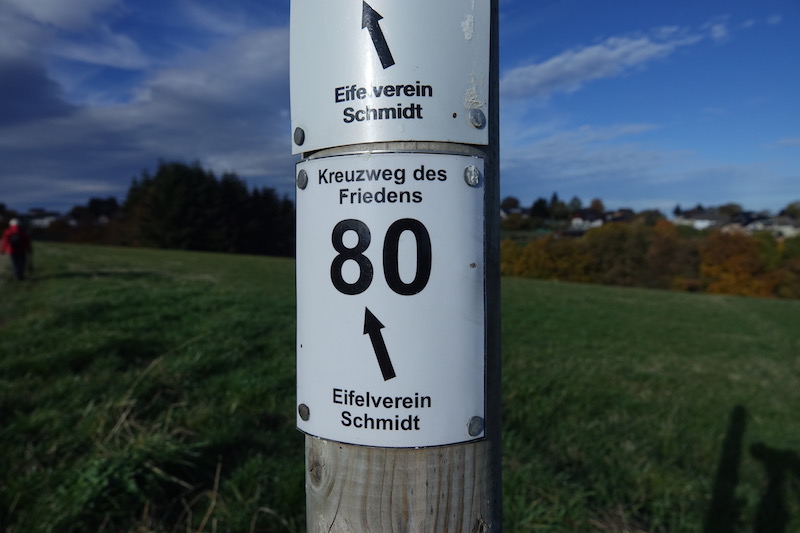 Eifelverein
Schmidt
Kreuzweg des
Friedens
80
Eifelverein
Schmidt